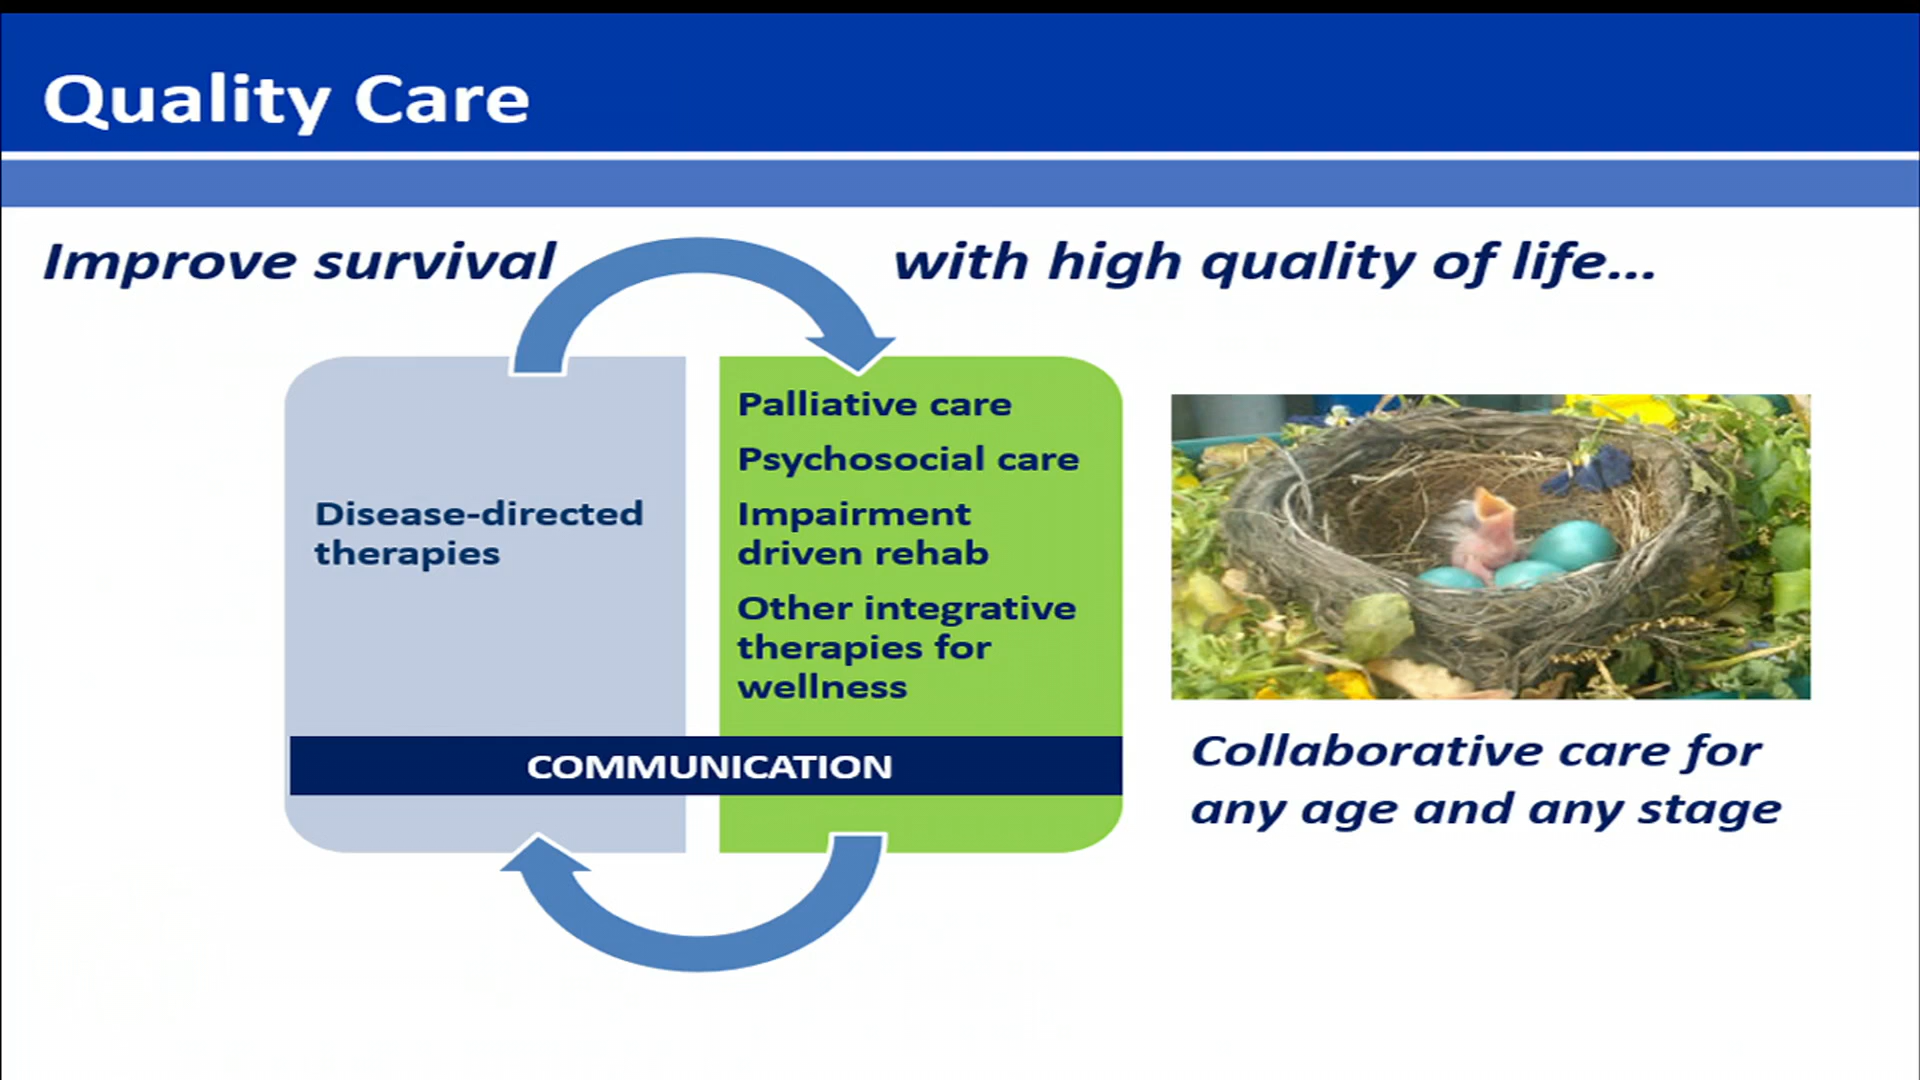 Quality Care
Improve survival
with high quality of life...
Disease-directed
therapies
Palliative care
Psychosocial care
Impairment
driven rehab
Other integrative
therapies for
wellness
COMMUNICATION
Collaborative care for
any age and any stage